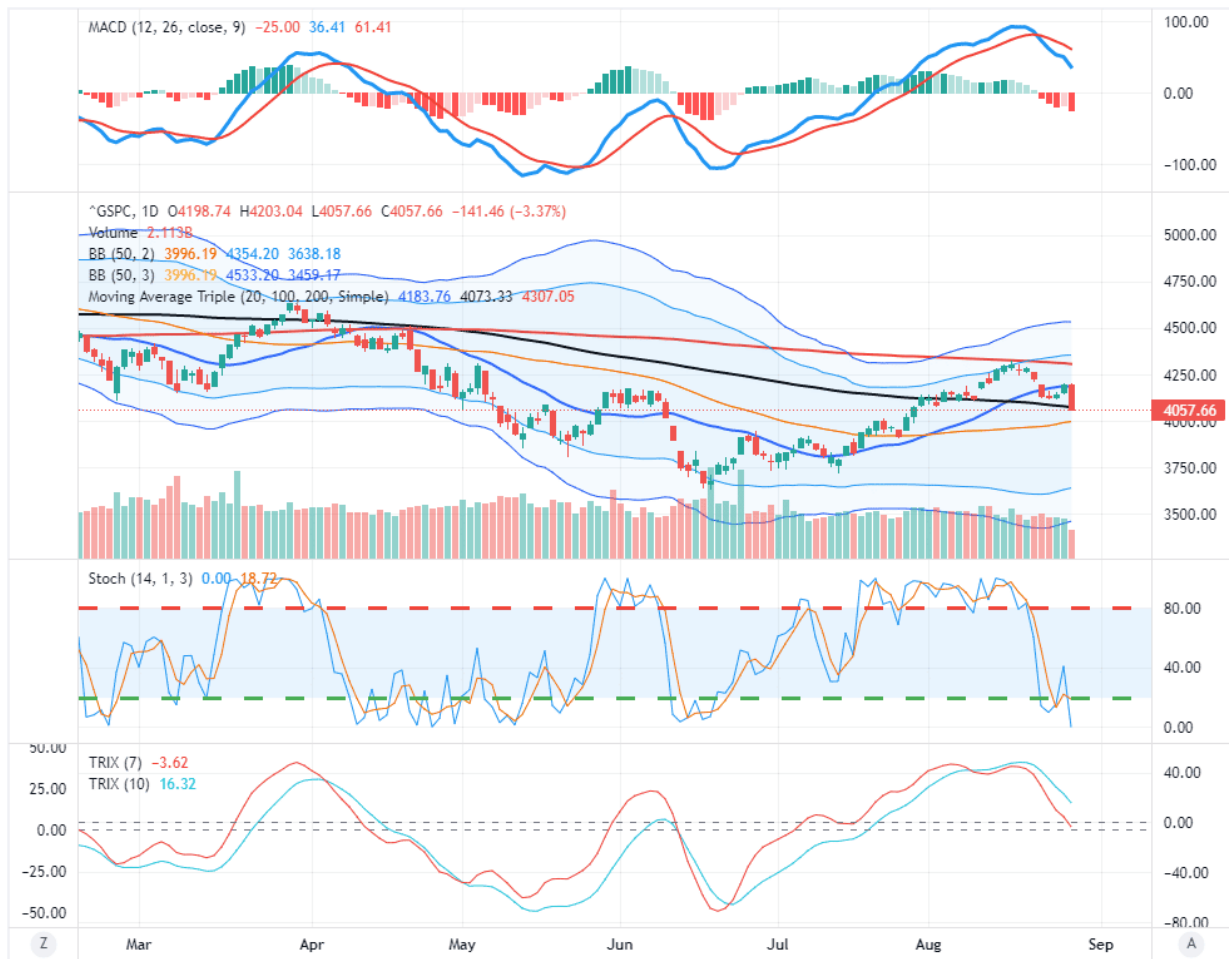 MACD (12, 26, close, 9) −25.00 36.41 61.41
100.00
0.00
−100.00
^GSPC, 1D O4198.74 H4203.04 L4057.66 C4057.66 −141.46 (−3.37%)
Volume 2.113B
BB (50, 2) 3996.19 4354.20 3638.18
BB (50, 3) 3996.19 4533.20 3459.17
Moving Average Triple (20, 100, 200, Simple) 4183.76 4073.33 4307.05
5000.00
4750.00
4500.00
4250.00
4057.66
4000.00
3750.00
3500.00
Stoch (14, 1, 3) 0.00 18.72
80.00
40.00
0.00
TRIX (7) −3.62
TRIX (10) 16.32
50.00
25.00
0.00
−25.00
−50.00
40.00
0.00
−40.00
−80.00
Z Mar Apr May Jun Jul Aug Sep A